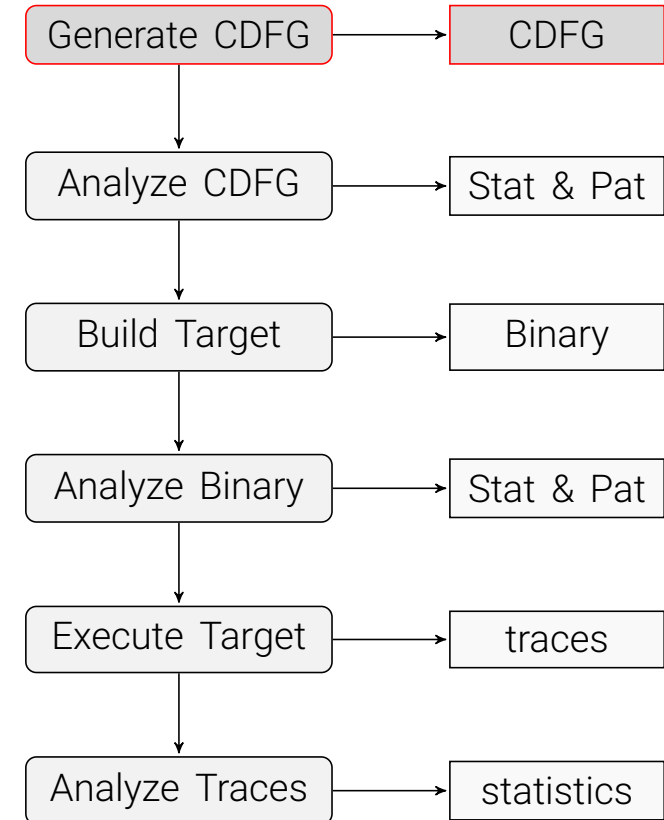 Generate CDFG
CDFG
Analyze CDFG
Stat & Pat
Build Target
Binary
Analyze Binary
Stat & Pat
Execute Target
traces
Analyze Traces
statistics